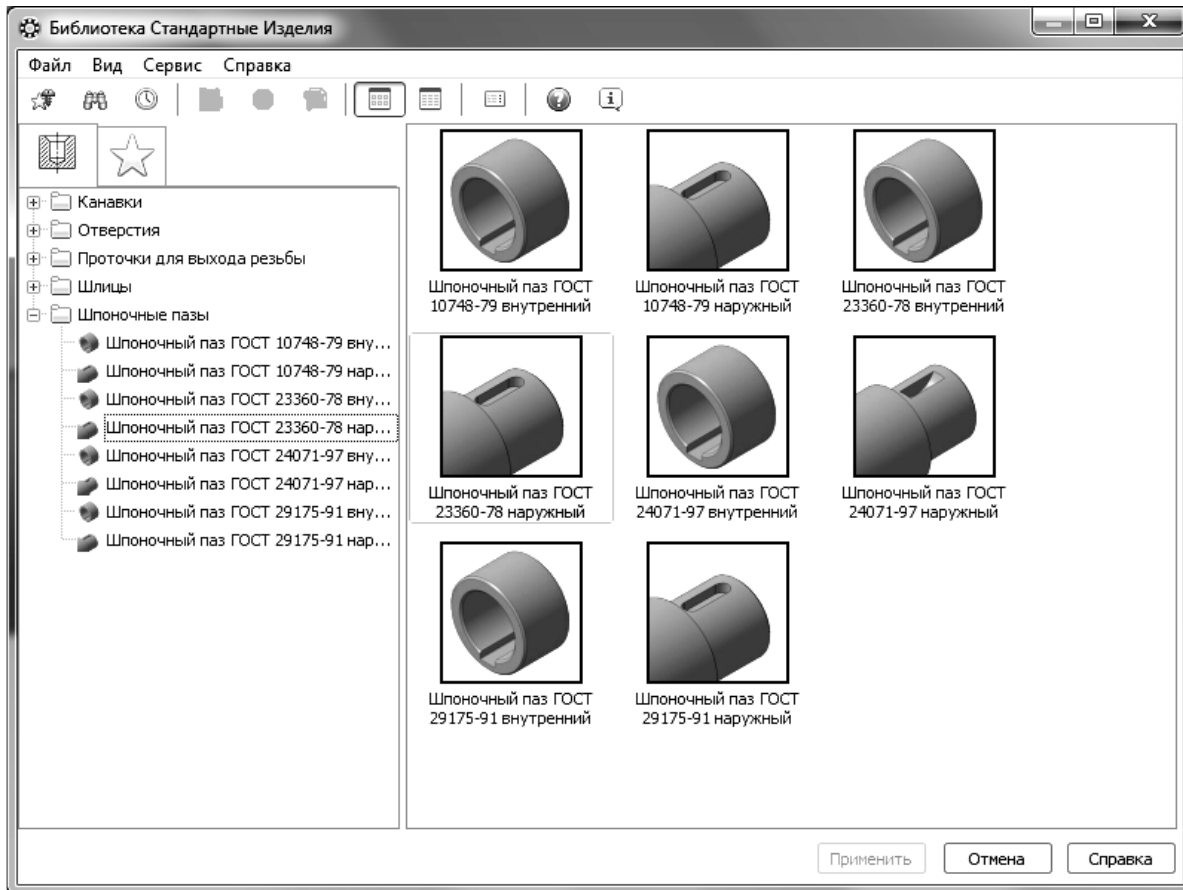 Библиотека Стандартные Изделия
Файл Вид Сервис Справка
Канавки
Отверстия
Проточки для выхода резьбы
Шлицы
Шпоночные пазы
Шпоночный паз ГОСТ 10748-79 вну...
Шпоночный паз ГОСТ 10748-79 нар...
Шпоночный паз ГОСТ 23360-78 вну...
Шпоночный паз ГОСТ 23360-78 нар...
Шпоночный паз ГОСТ 24071-97 вну...
Шпоночный паз ГОСТ 24071-97 нар...
Шпоночный паз ГОСТ 29175-91 вну...
Шпоночный паз ГОСТ 29175-91 нар...
Шпоночный паз ГОСТ
10748-79 внутренний
Шпоночный паз ГОСТ
10748-79 наружный
Шпоночный паз ГОСТ
23360-78 внутренний
Шпоночный паз ГОСТ
23360-78 наружный
Шпоночный паз ГОСТ
24071-97 внутренний
Шпоночный паз ГОСТ
24071-97 наружный
Шпоночный паз ГОСТ
29175-91 внутренний
Шпоночный паз ГОСТ
29175-91 наружный
Применить
Отмена
Справка